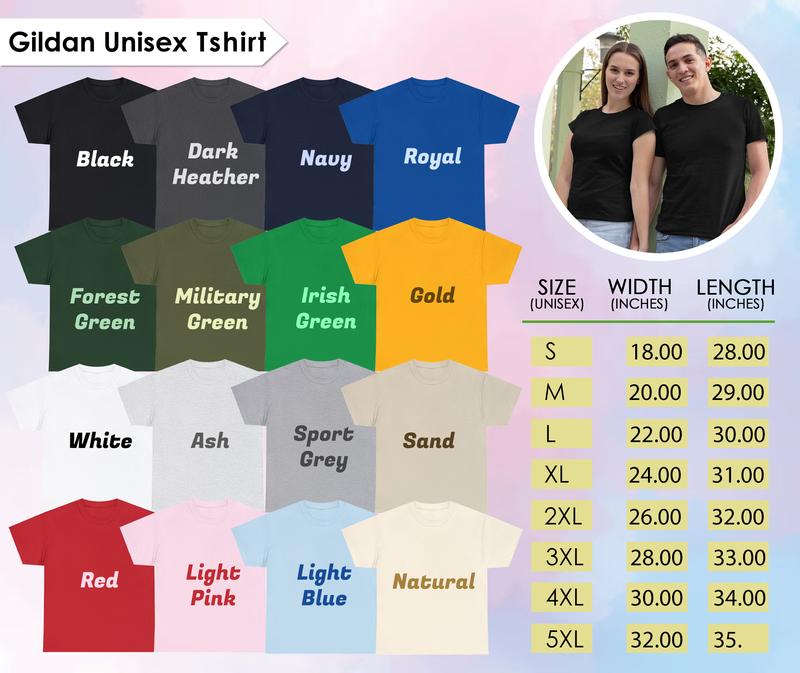 Gildan Unisex Tshirt
Black
Dark
Heather
Navy
Royal
Forest
Green
Military
Green
Irish
Green
Gold
White
Ash
Sport
Grey
Sand
Red
Light
Pink
Light
Blue
Natural
SIZE WIDTH LENGTH
(UNISEX) (INCHES) (INCHES)
S 18.00 28.00
M 20.00 29.00
L 22.00 30.00
XL 24.00 31.00
2XL 26.00 32.00
3XL 28.00 33.00
4XL 30.00 34.00
5XL 32.00 35.